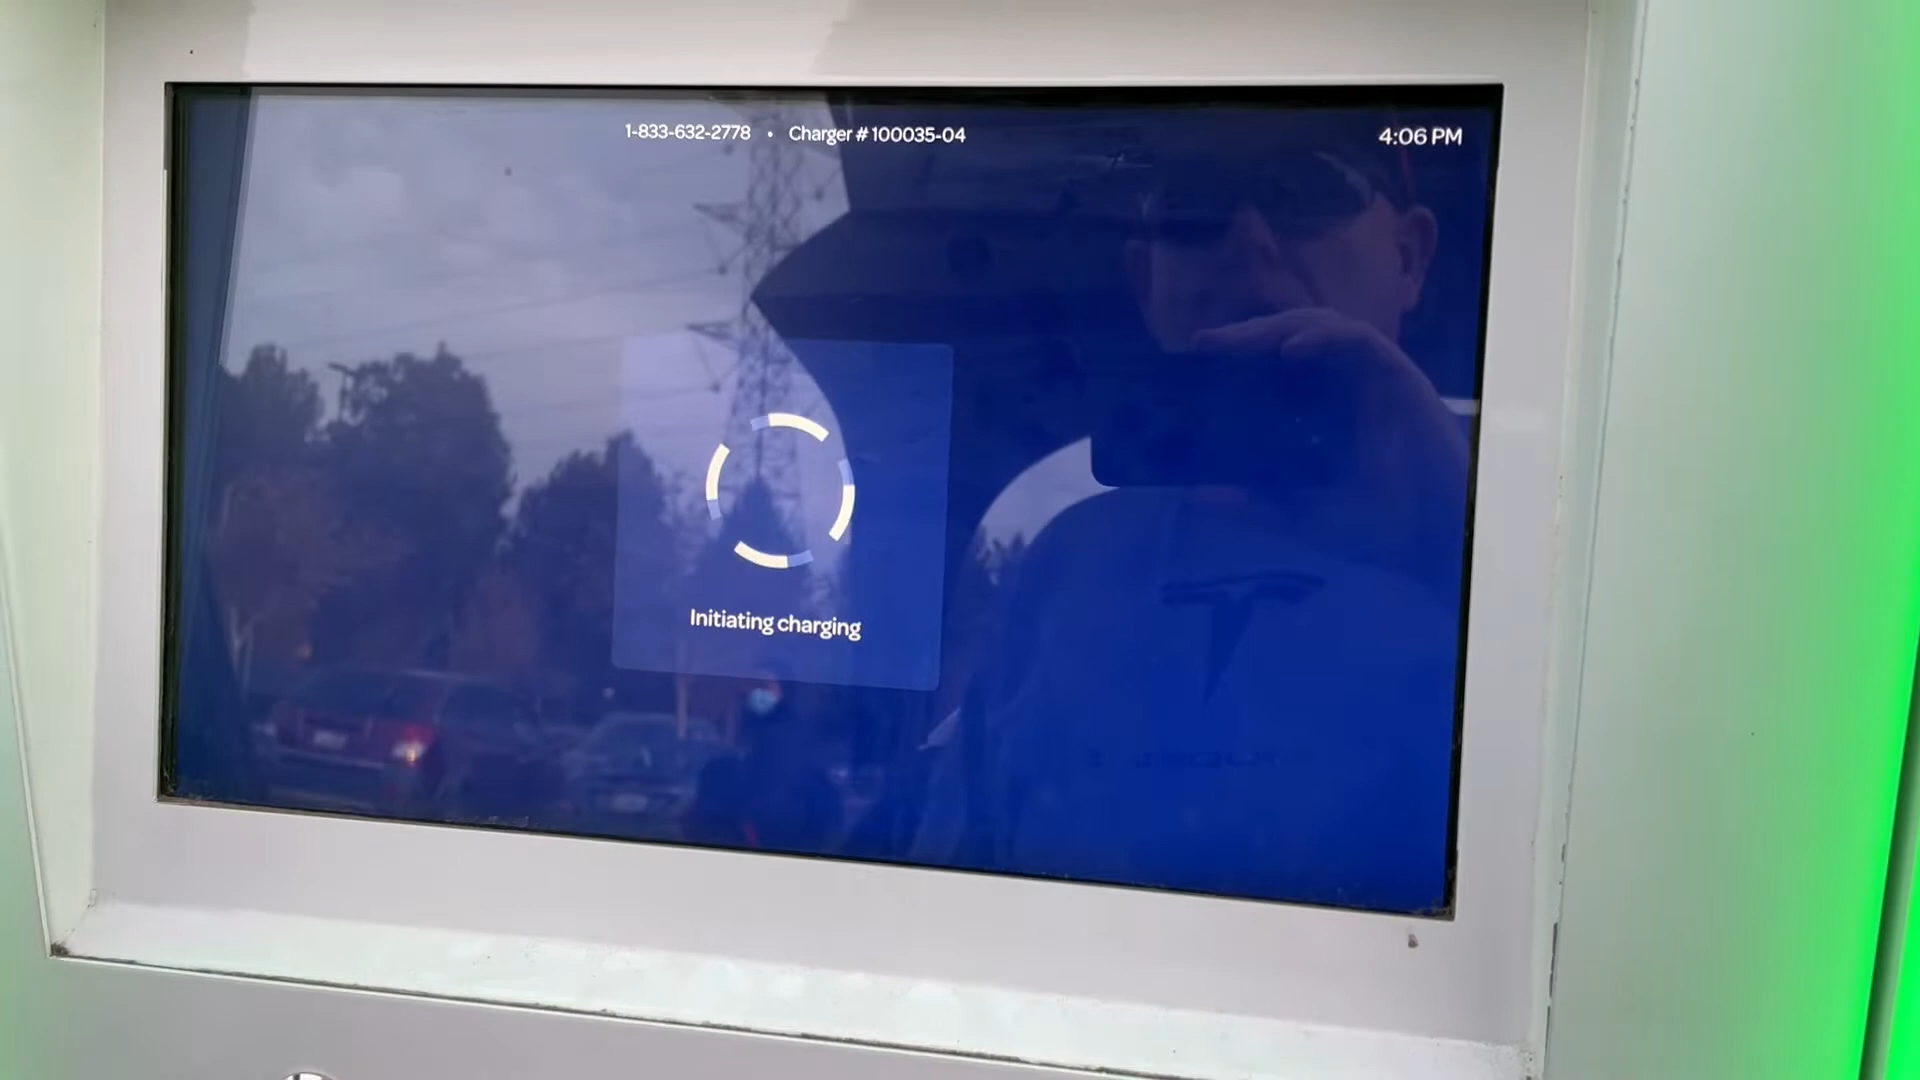 1-833-632-2778 • Charger # 100035-04
4:06 PM
Initiating charging